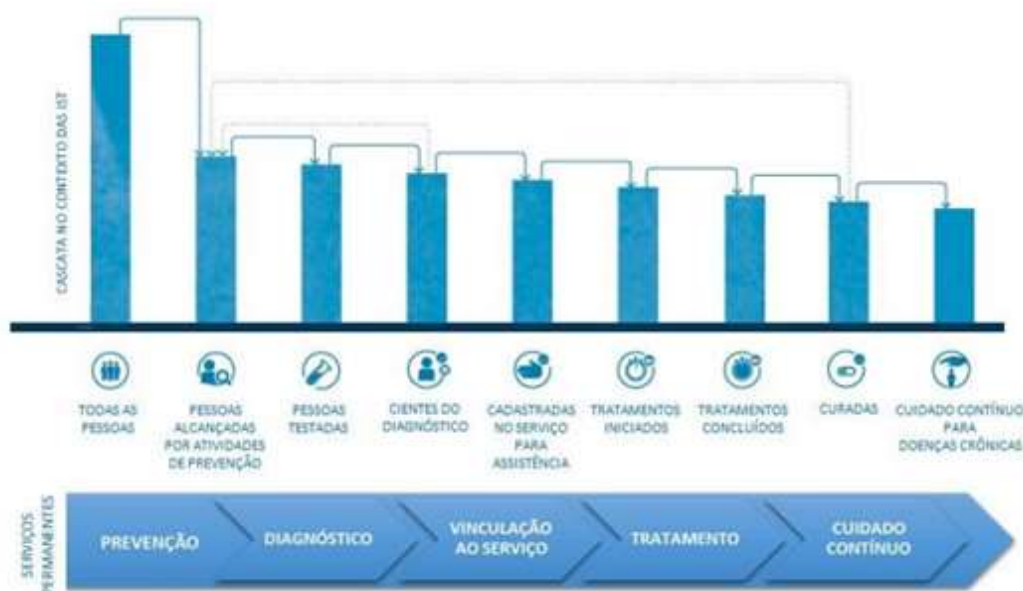 CASCATA NO CONTEXTO DAS IST
TODAS AS
PESSOAS
PESSOAS
ALCANÇADAS
POR ATIVIDADES
DE PREVENÇÃO
PESSOAS
TESTADAS
CIENTES DO
DIAGNÓSTICO
CADASTRADAS
NO SERVIÇO
PARA
ASSISTÊNCIA
TRATAMENTOS
INICIADOS
TRATAMENTOS
CONCLUÍDOS
CURADAS
CUIDADO CONTÍNUO
PARA
DOENÇAS CRÔNICAS
SERVIÇOS
PERMANENTES
PREVENÇÃO
DIAGNÓSTICO
VINCULAÇÃO
AO SERVIÇO
TRATAMENTO
CUIDADO
CONTÍNUO